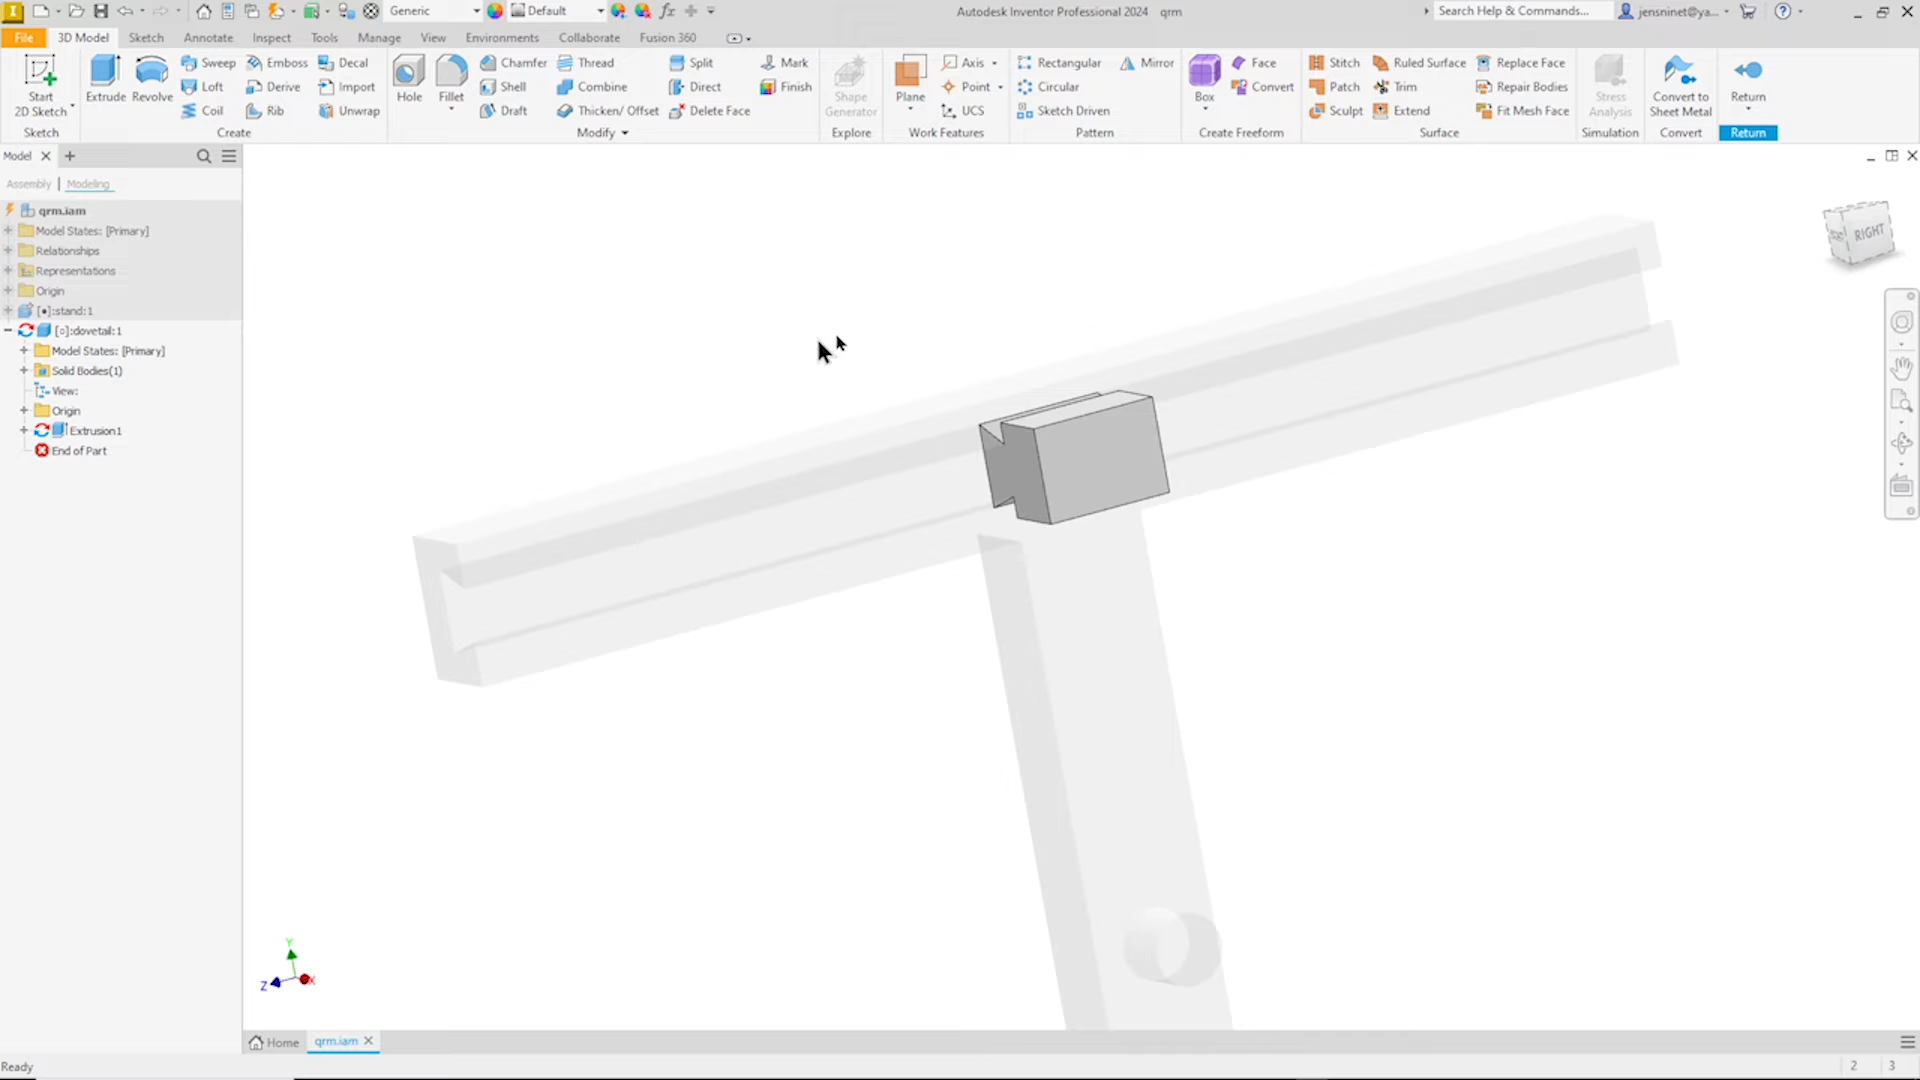 Generic
Default
fx
Autodesk Inventor Professional 2024 qrm
Search Help & Commands...
jensninet@ya...
File
3D Model
Sketch
Annotate
Inspect
Tools
Manage
View
Environments
Collaborate
Fusion 360
Start
2D Sketch
Sketch
Extrude
Revolve
Sweep
Loft
Coil
Emboss
Derive
Rib
Decal
Import
Unwrap
Create
Hole
Fillet
Chamfer
Shell
Draft
Thread
Combine
Thicken/ Offset
Split
Direct
Delete Face
Mark
Finish
Modify
Shape
Generator
Explore
Plane
Axis
Point
UCS
Work Features
Rectangular
Circular
Sketch Driven
Mirror
Pattern
Box
Face
Convert
Create Freeform
Stitch
Patch
Sculpt
Ruled Surface
Trim
Extend
Replace Face
Repair Bodies
Fit Mesh Face
Surface
Stress
Analysis
Simulation
Convert to
Sheet Metal
Convert
Return
Return
Model
Assembly | Modeling
qrm.iam
Model States: [Primary]
Relationships
Representations
Origin
[●]:stand:1
[○]:dovetail:1
Model States: [Primary]
Solid Bodies(1)
View:
Origin
Extrusion1
End of Part
RIGHT
Y
Z
X
Home
qrm.iam
Ready
2 3